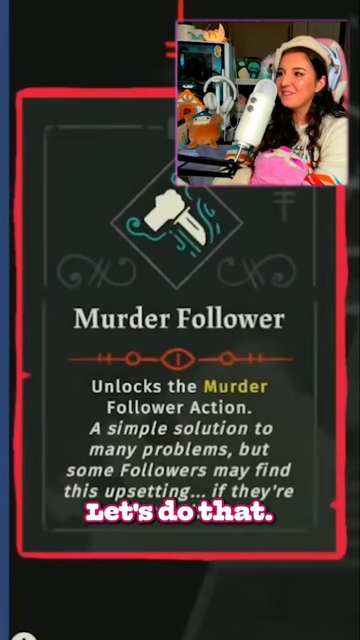 Murder Follower
Unlocks the Murder
Follower Action.
A simple solution to
many problems, but
some Followers may find
this upsetting... if they're
Let's do that.